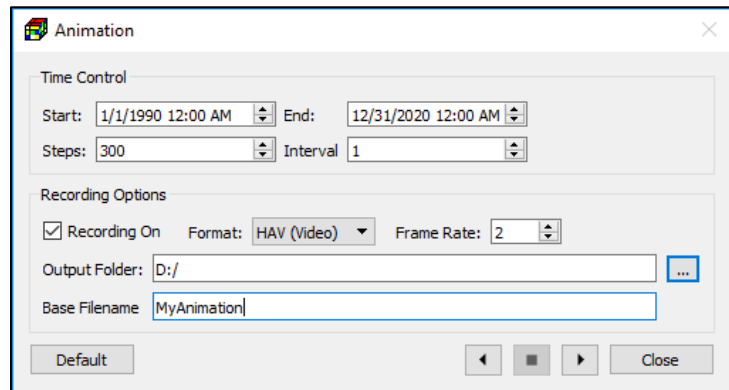 Animation
Time Control
Start: 1/1/1990 12:00 AM End: 12/31/2020 12:00 AM
Steps: 300 Interval 1
Recording Options
Recording On Format: HAV (Video) Frame Rate: 2
Output Folder: D:/ ...
Base Filename MyAnimation
Default Close